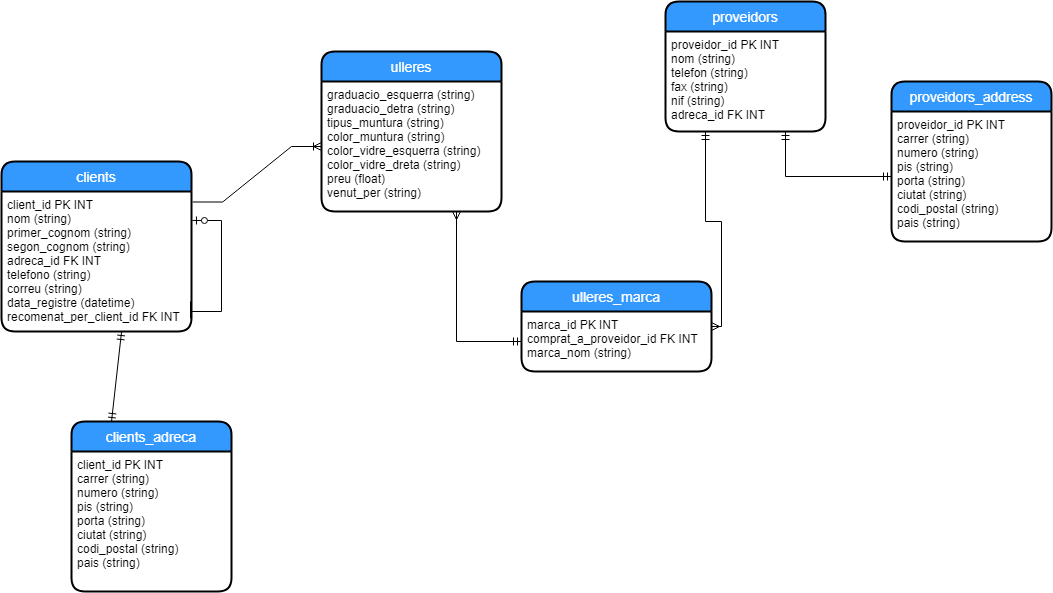 proveidors
proveidor_id PK INT
nom (string)
telefon (string)
fax (string)
nif (string)
adreca_id FK INT
ulleres
graduacio_esquerra (string)
graduacio_detra (string)
tipus_muntura (string)
color_muntura (string)
color_vidre_esquerra (string)
color_vidre_dreta (string)
preu (float)
venut_per (string)
proveidors_address
proveidor_id PK INT
carrer (string)
numero (string)
pis (string)
porta (string)
ciutat (string)
codi_postal (string)
pais (string)
clients
client_id PK INT
nom (string)
primer_cognom (string)
segon_cognom (string)
adreca_id FK INT
telefono (string)
correu (string)
data_registre (datetime)
recomenat_per_client_id FK INT
ulleres_marca
marca_id PK INT
comprat_a_proveidor_id FK INT
marca_nom (string)
clients_adreca
client_id PK INT
carrer (string)
numero (string)
pis (string)
porta (string)
ciutat (string)
codi_postal (string)
pais (string)